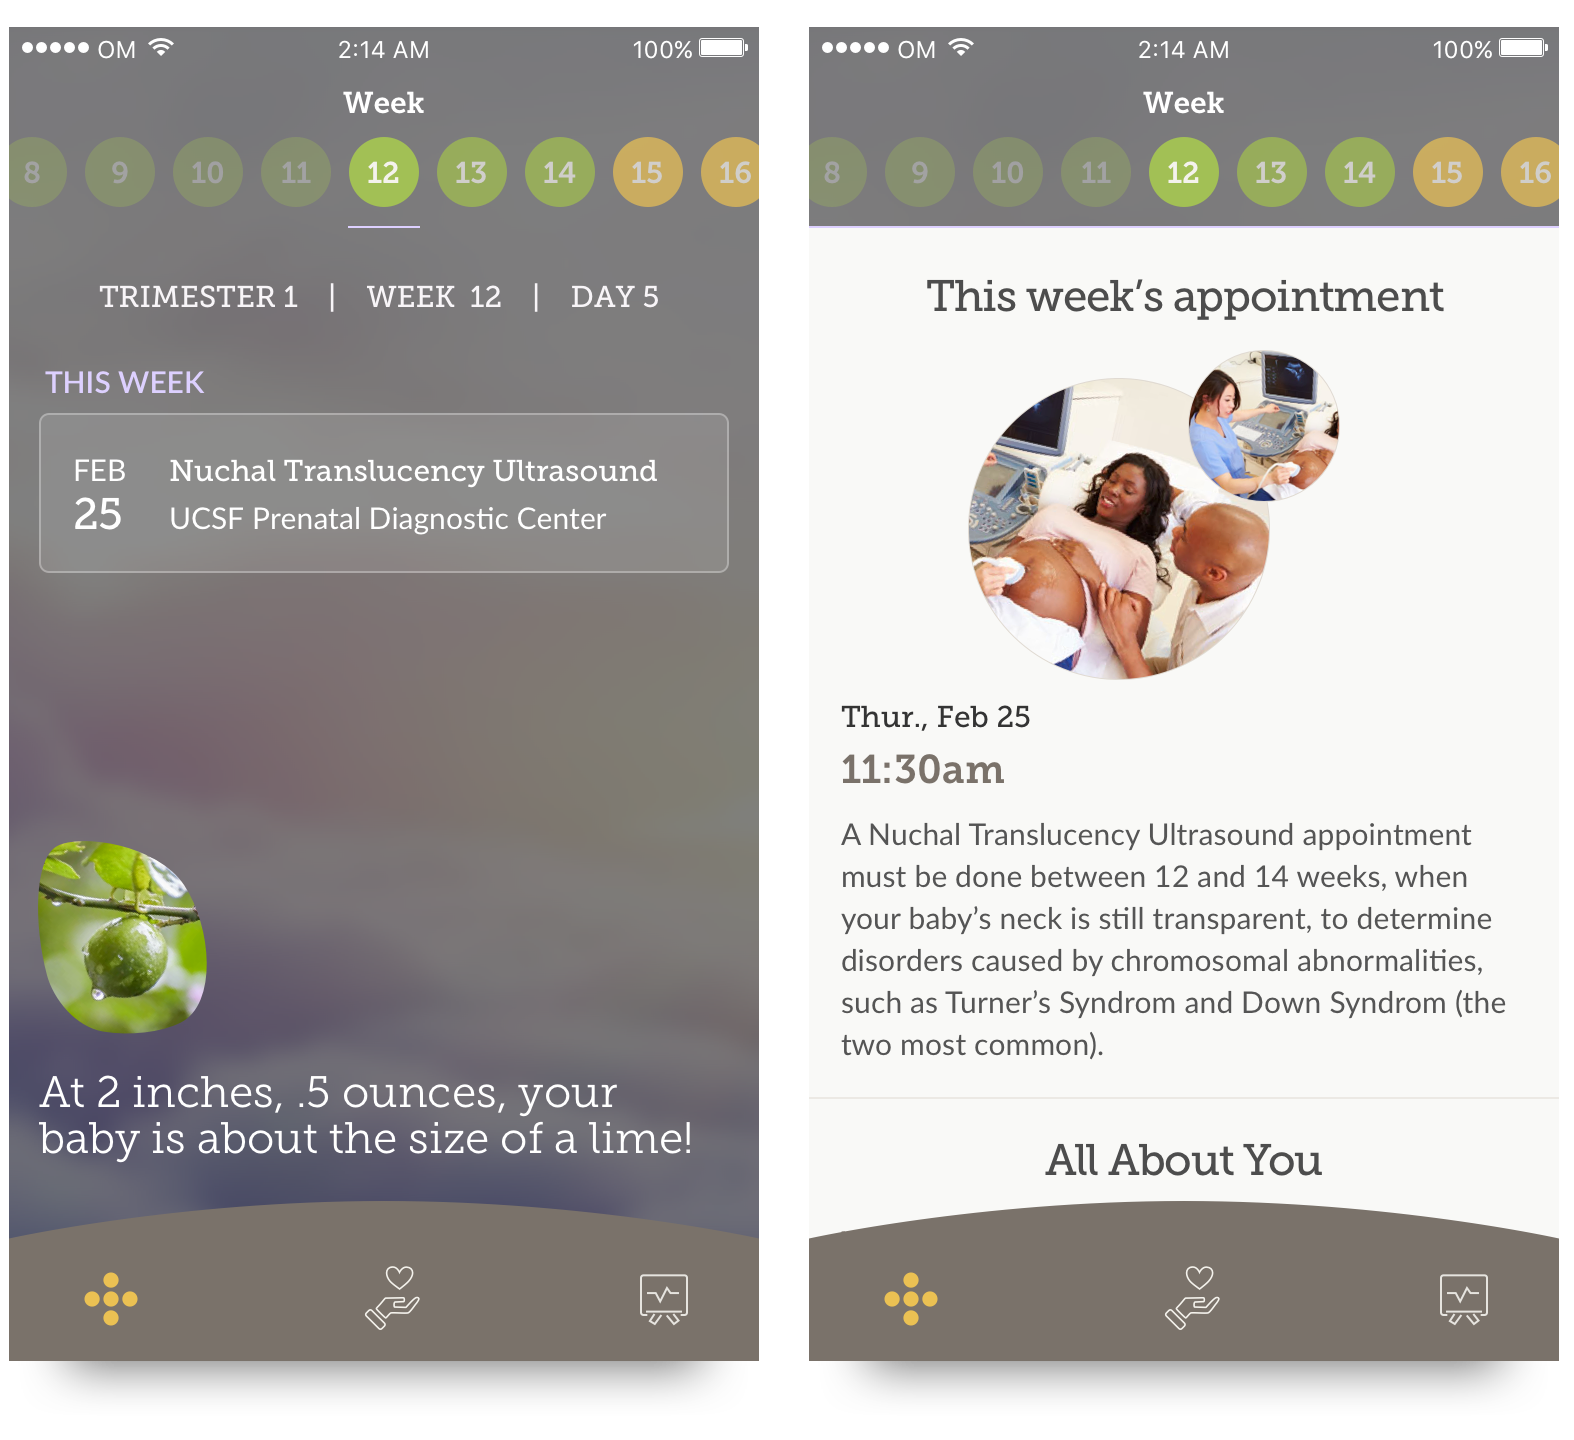 OM 2:14 AM 100%
Week
8 9 10 11 12 13 14 15 16
TRIMESTER 1 | WEEK 12 | DAY 5
THIS WEEK
FEB
25
Nuchal Translucency Ultrasound
UCSF Prenatal Diagnostic Center
At 2 inches, .5 ounces, your
baby is about the size of a lime!
OM 2:14 AM 100%
Week
8 9 10 11 12 13 14 15 16
This week’s appointment
Thur., Feb 25
11:30am
A Nuchal Translucency Ultrasound appointment
must be done between 12 and 14 weeks, when
your baby’s neck is still transparent, to determine
disorders caused by chromosomal abnormalities,
such as Turner’s Syndrom and Down Syndrom (the
two most common).
All About You